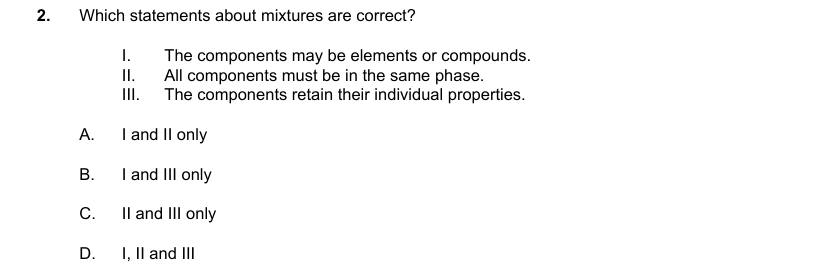 2. Which statements about mixtures are correct?
I. The components may be elements or compounds.
II. All components must be in the same phase.
III. The components retain their individual properties.
A. I and II only
B. I and III only
C. II and III only
D. I, II and III